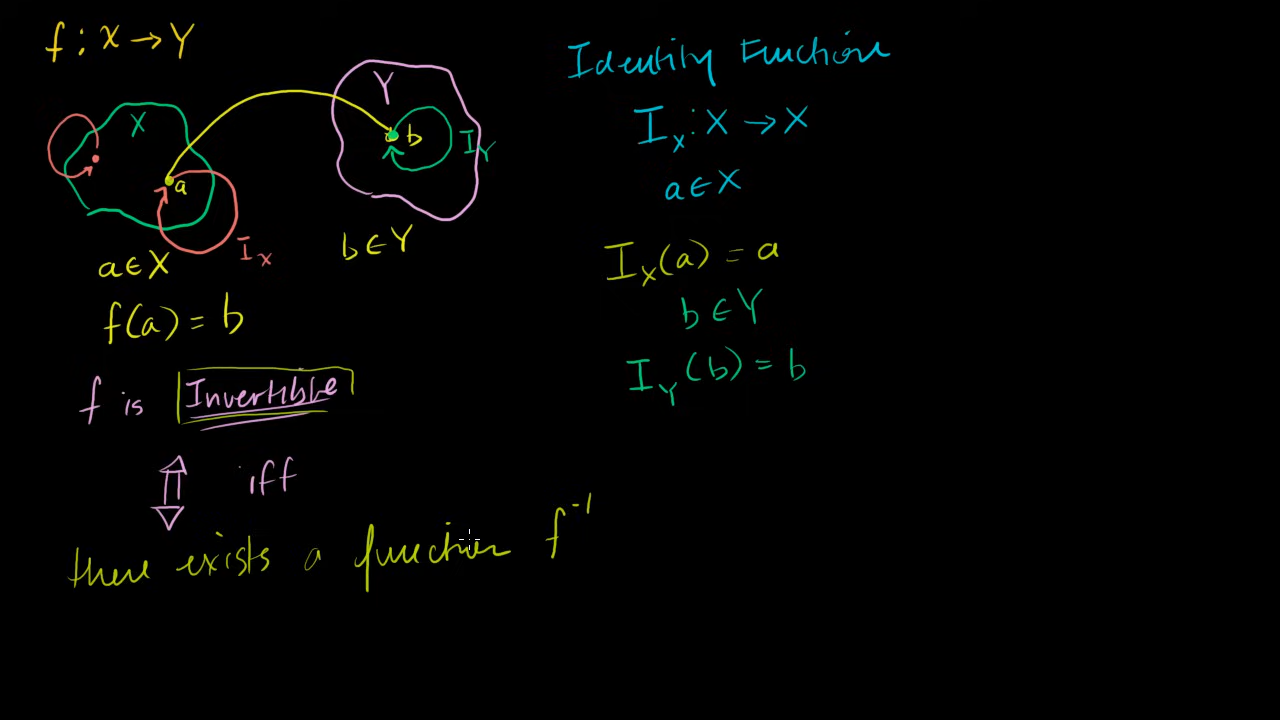 f : X → Y
X
a
Y
b
I_Y
I_X
a ∈ X
b ∈ Y
f(a) = b
f is Invertible
iff
there exists a function f⁻¹
Identity Function
I_X : X → X
a ∈ X
I_X(a) = a
b ∈ Y
I_Y(b) = b